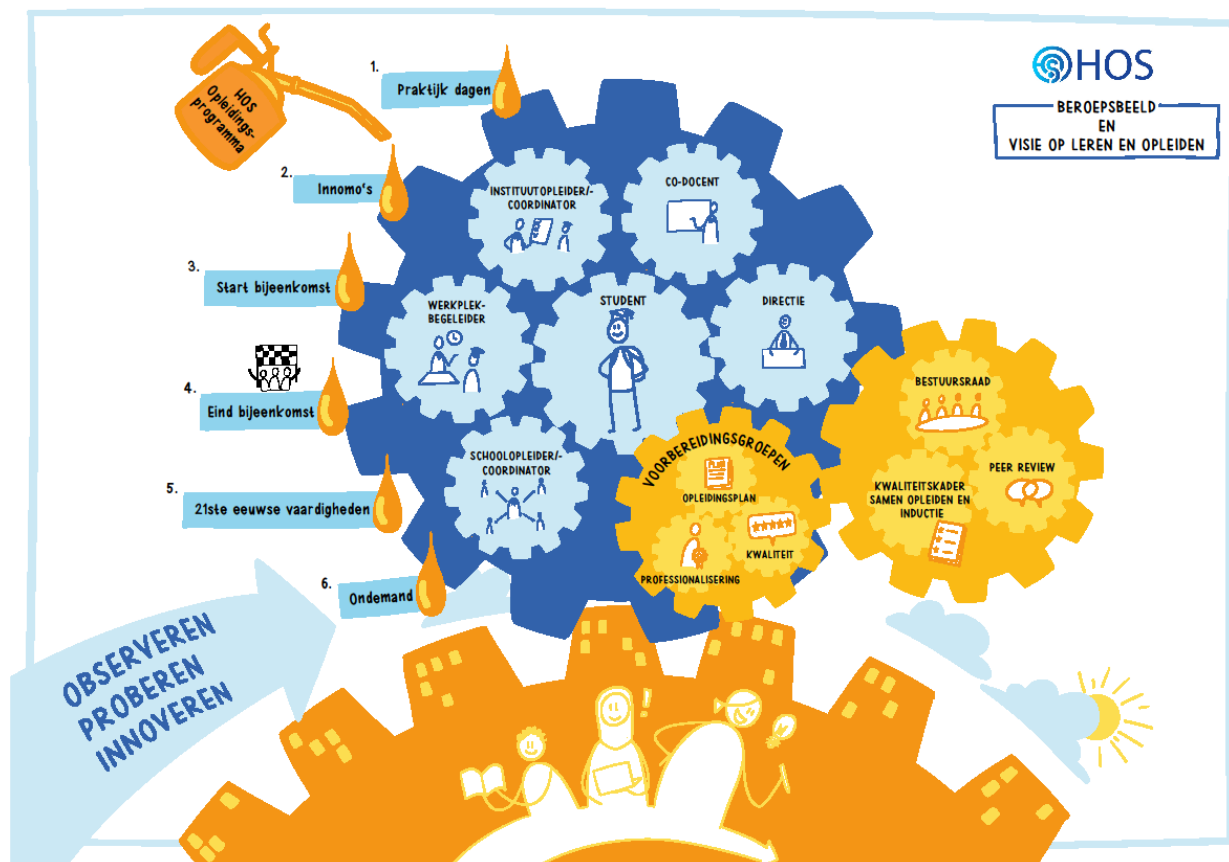 HOS
Opleidings-
programma
1.
Praktijk dagen
2.
Innomo's
3.
Start bijeenkomst
4.
Eind bijeenkomst
5.
21ste eeuwse vaardigheden
6.
Ondemand
OBSERVEREN
PROBEREN
INNOVEREN
INSTITUUTOPLEIDER/-
COORDINATOR
CO-DOCENT
WERKPLEK-
BEGELEIDER
STUDENT
DIRECTIE
SCHOOLOPLEIDER/-
COORDINATOR
VOORBEREIDINGSGROEPEN
OPLEIDINGSPLAN
KWALITEIT
PROFESSIONALISERING
BESTUURSRAAD
PEER REVIEW
KWALITEITSKADER
SAMEN OPLEIDEN EN
INDUCTIE
HOS
BEROEPSBEELD
EN
VISIE OP LEREN EN OPLEIDEN
!